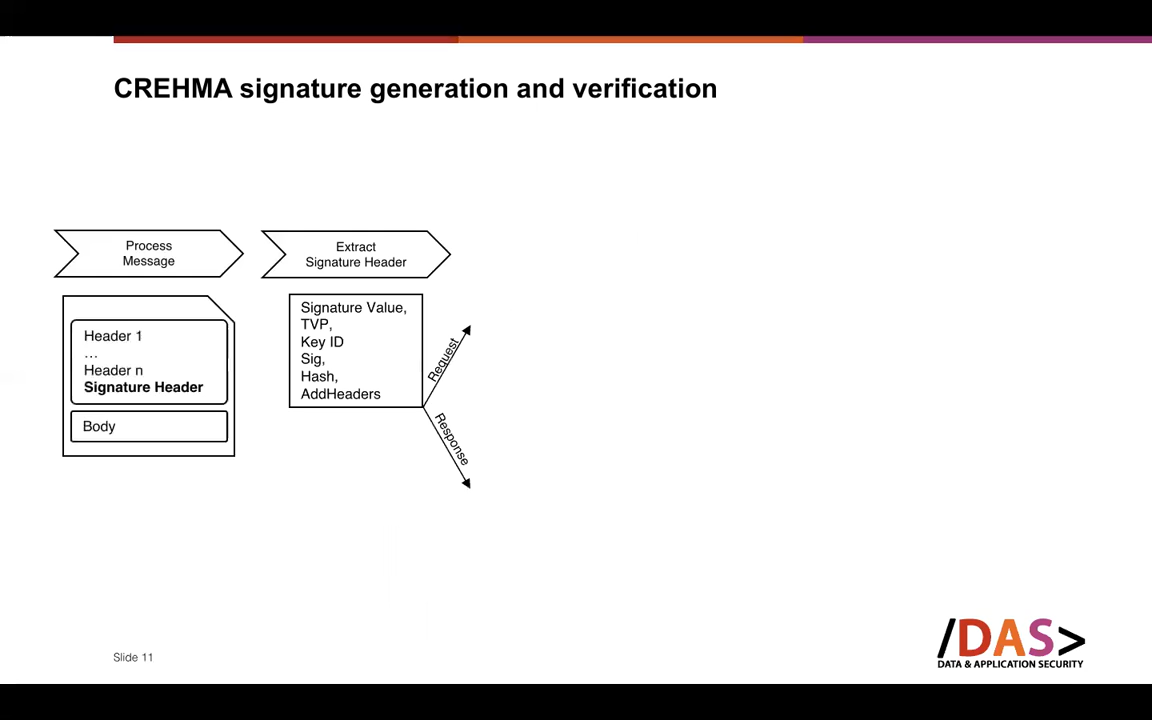 CREHMA signature generation and verification
Process
Message
Extract
Signature Header
Header 1
...
Header n
Signature Header
Body
Signature Value,
TVP,
Key ID
Sig,
Hash,
AddHeaders
Request
Response
Slide 11
/DAS>
DATA & APPLICATION SECURITY